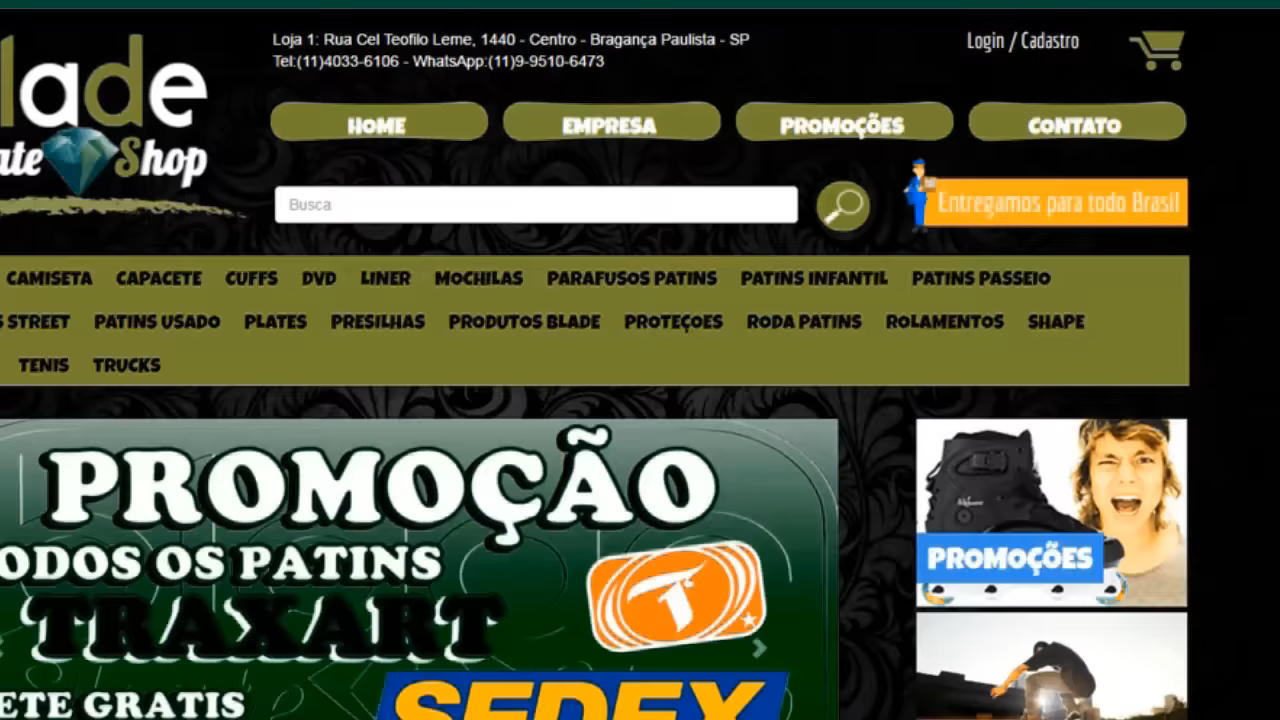 Loja 1: Rua Cel Teofilo Leme, 1440 - Centro - Bragança Paulista - SP
Tel:(11)4033-6106 - WhatsApp:(11)9-9510-6473
Login / Cadastro
lade
ate Shop
HOME EMPRESA PROMOÇÕES CONTATO
Busca
Entregamos para todo Brasil
CAMISETA CAPACETE CUFFS DVD LINER MOCHILAS PARAFUSOS PATINS PATINS INFANTIL PATINS PASSEIO
S STREET PATINS USADO PLATES PRESILHAS PRODUTOS BLADE PROTEÇOES RODA PATINS ROLAMENTOS SHAPE
TENIS TRUCKS
PROMOÇÃO
ODOS OS PATINS
TRAXART
T
ETE GRATIS
SEDEX
PROMOÇÕES